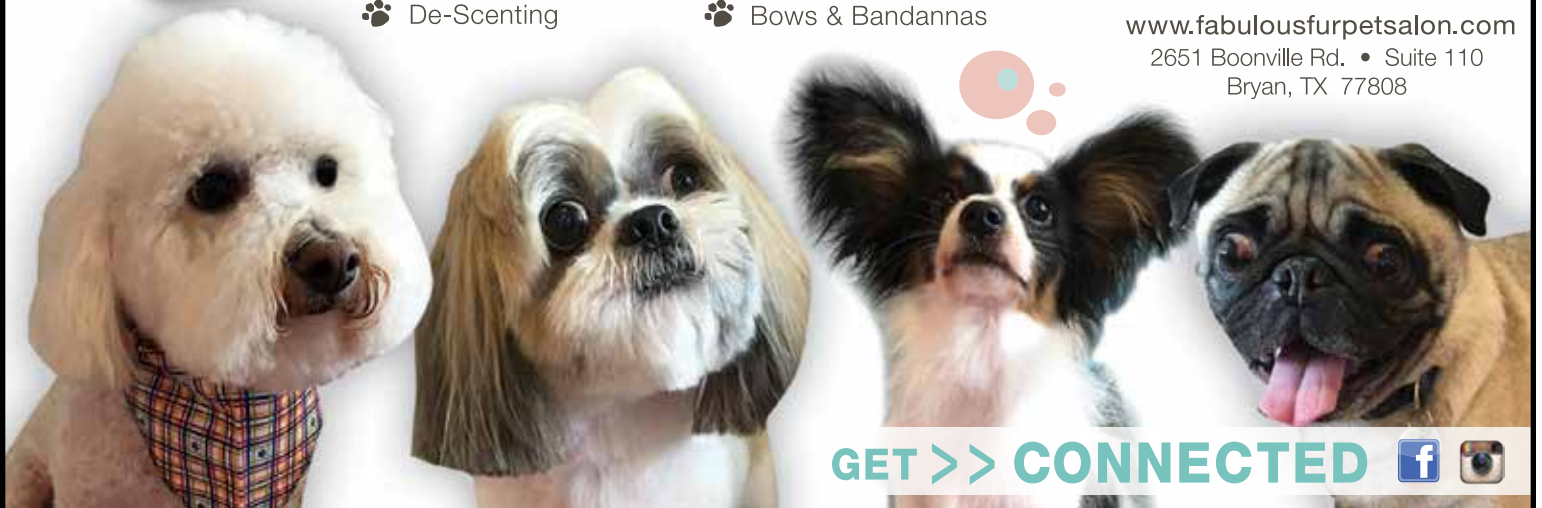 De-Scenting
Bows & Bandannas
www.fabulousfurpetsalon.com
2651 Boonville Rd. • Suite 110
Bryan, TX 77808
GET >> CONNECTED
f